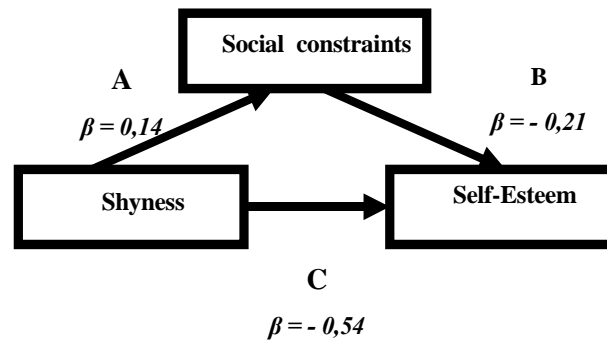 Social constraints
A
B
β = 0,14
β = - 0,21
Shyness
Self-Esteem
C
β = - 0,54